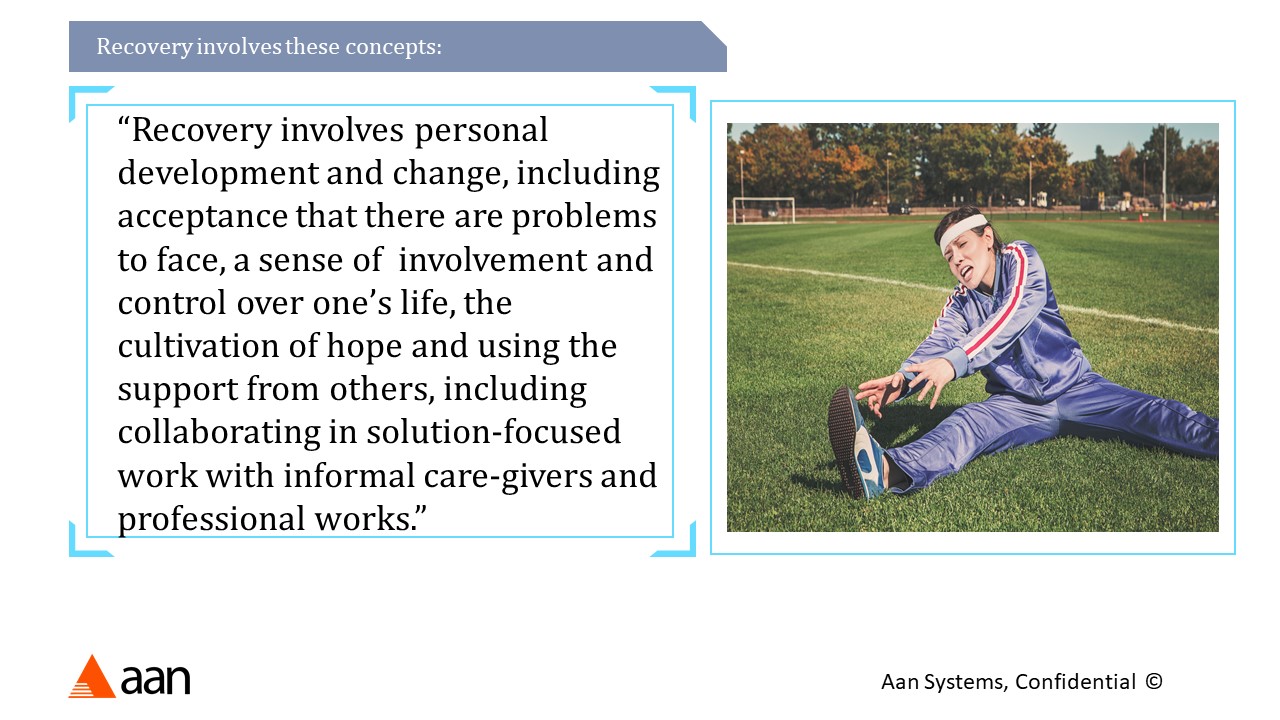 Recovery involves these concepts:
“Recovery involves personal
development and change, including
acceptance that there are problems
to face, a sense of  involvement and
control over one’s life, the
cultivation of hope and using the
support from others, including
collaborating in solution-focused
work with informal care-givers and
professional works.”
aan
Aan Systems, Confidential ©